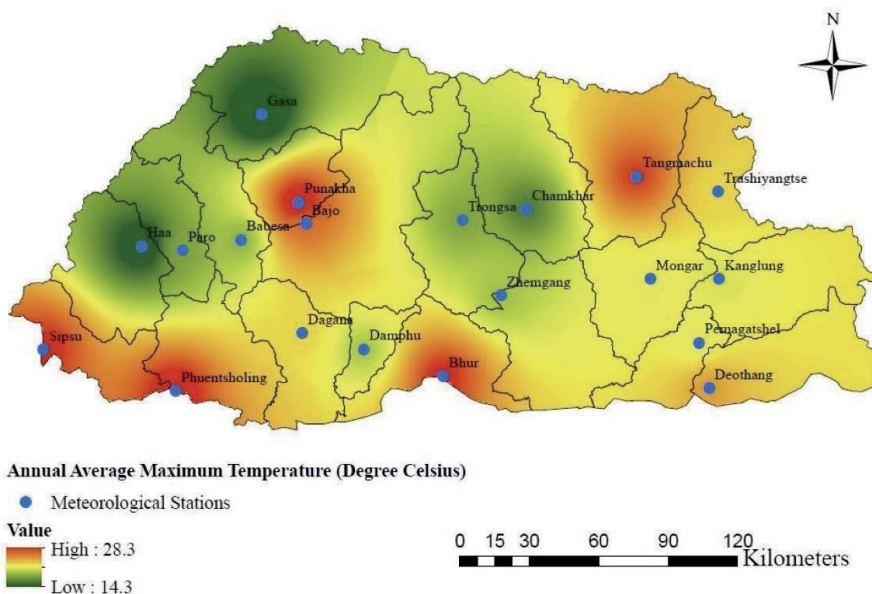 N
Gasa
Punakha
Bajo
Tangmachu
Trashiyangtse
Chamkhar
Trongsa
Babesa
Haa
Paro
Mongar
Kanglung
Zhemgang
Sipsu
Dagana
Damphu
Pemagatshel
Phuentsholing
Bhur
Deothang
Annual Average Maximum Temperature (Degree Celsius)
Meteorological Stations
Value
High : 28.3
Low : 14.3
0 15 30 60 90 120
Kilometers